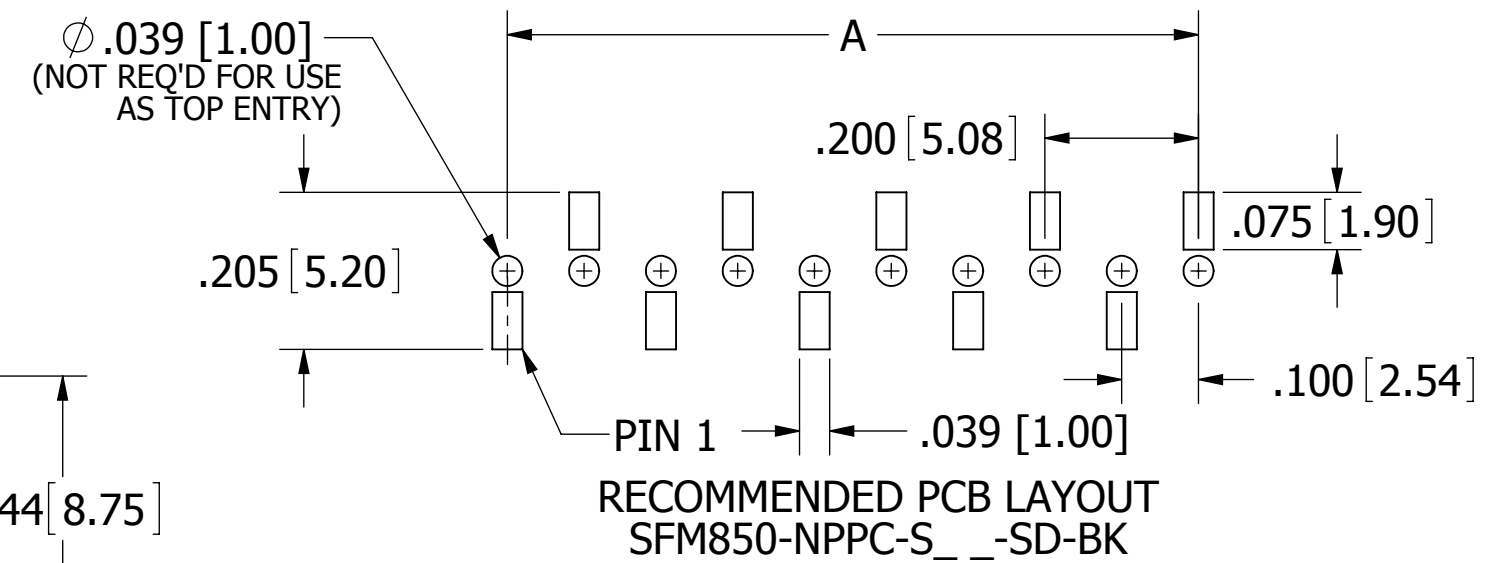 ⌀ .039 [1.00]
(NOT REQ'D FOR USE
AS TOP ENTRY)
A
.200 [5.08]
.075 [1.90]
.205 [5.20]
.100 [2.54]
PIN 1
.039 [1.00]
44 [8.75]
RECOMMENDED PCB LAYOUT
SFM850-NPPC-S_ _-SD-BK